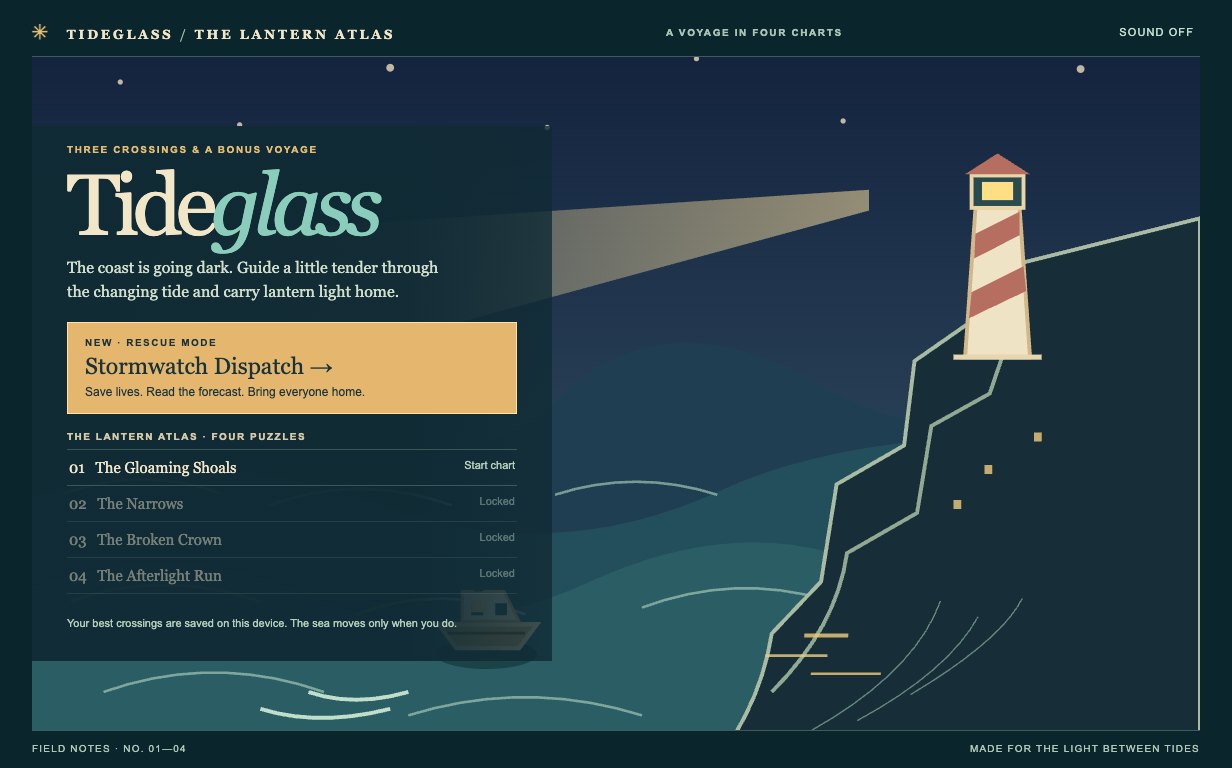 TIDEGLASS / THE LANTERN ATLAS
A VOYAGE IN FOUR CHARTS
SOUND OFF
THREE CROSSINGS & A BONUS VOYAGE
Tideglass
The coast is going dark. Guide a little tender through
the changing tide and carry lantern light home.
NEW · RESCUE MODE
Stormwatch Dispatch →
Save lives. Read the forecast. Bring everyone home.
THE LANTERN ATLAS · FOUR PUZZLES
01 The Gloaming Shoals Start chart
02 The Narrows Locked
03 The Broken Crown Locked
04 The Afterlight Run Locked
Your best crossings are saved on this device. The sea moves only when you do.
FIELD NOTES · NO. 01—04
MADE FOR THE LIGHT BETWEEN TIDES